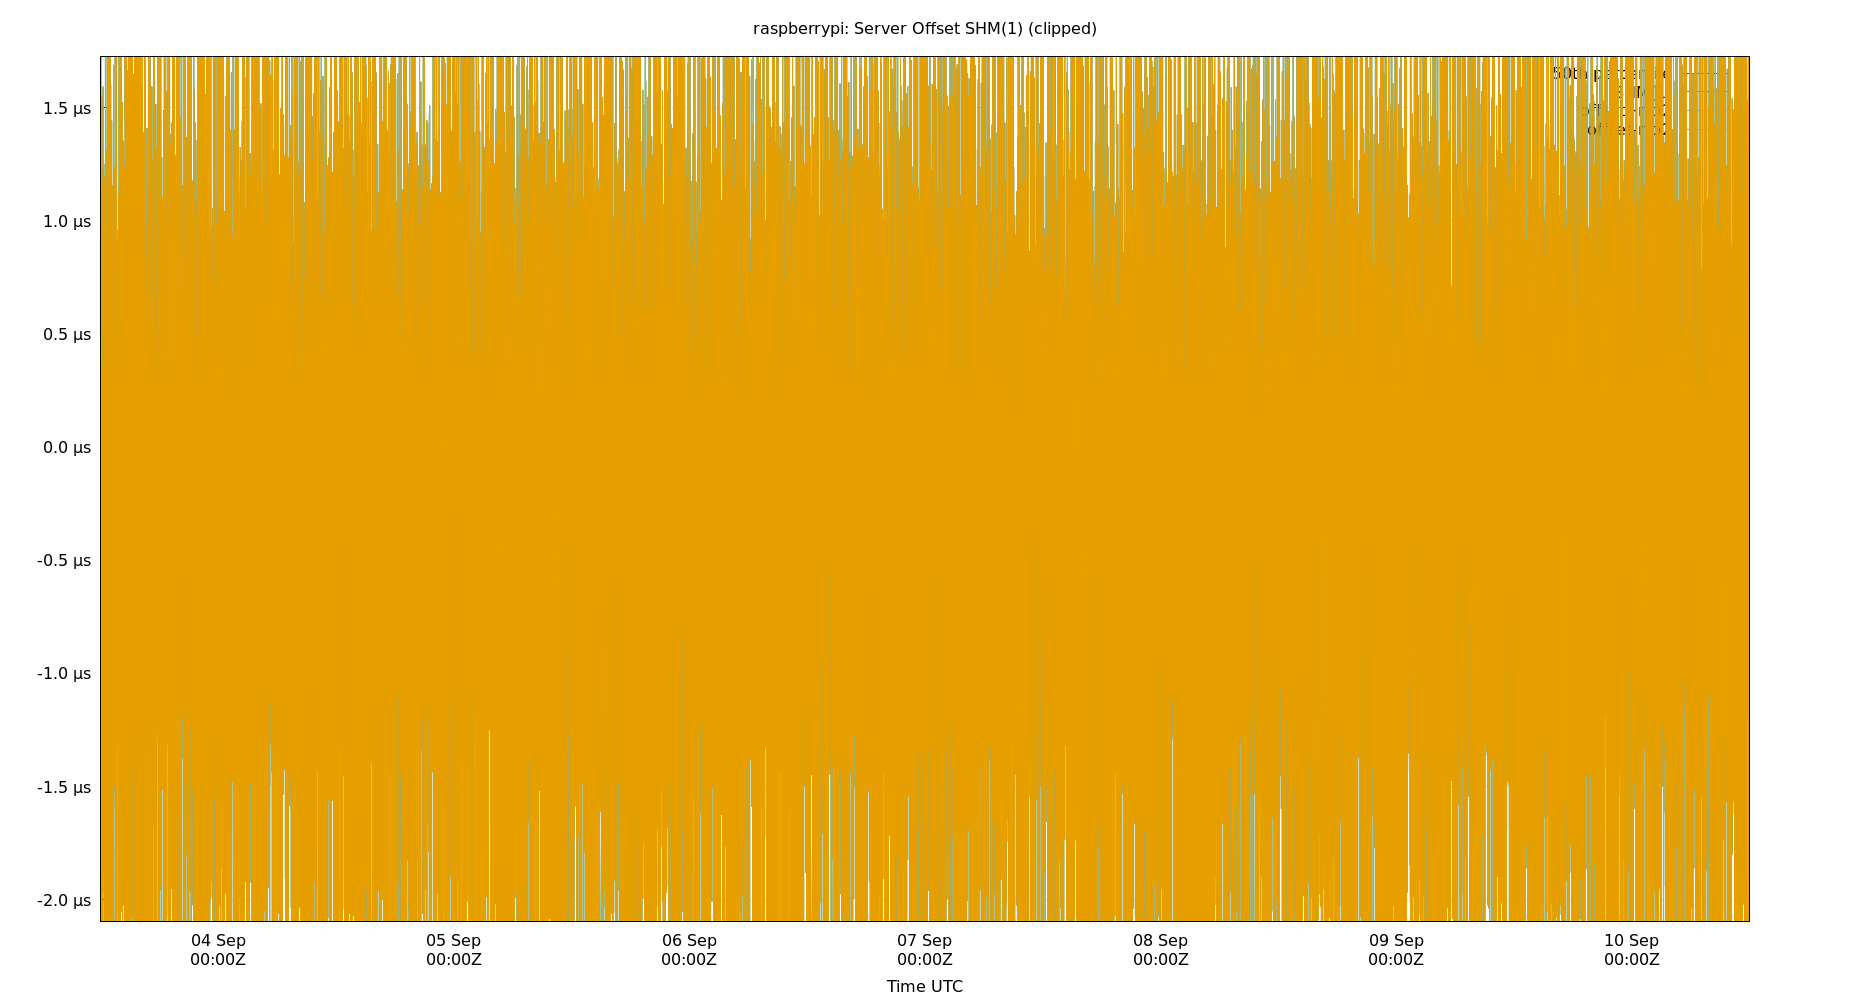 raspberrypi: Server Offset SHM(1) (clipped)
1.5 µs
1.0 µs
0.5 µs
0.0 µs
-0.5 µs
-1.0 µs
-1.5 µs
-2.0 µs
04 Sep 05 Sep 06 Sep 07 Sep 08 Sep 09 Sep 10 Sep
00:00Z 00:00Z 00:00Z 00:00Z 00:00Z 00:00Z 00:00Z
Time UTC